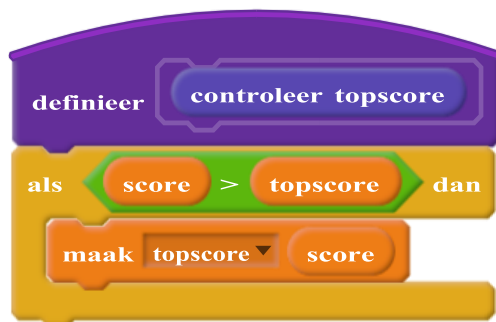 definieer controleer topscore
als score > topscore dan
maak topscore score